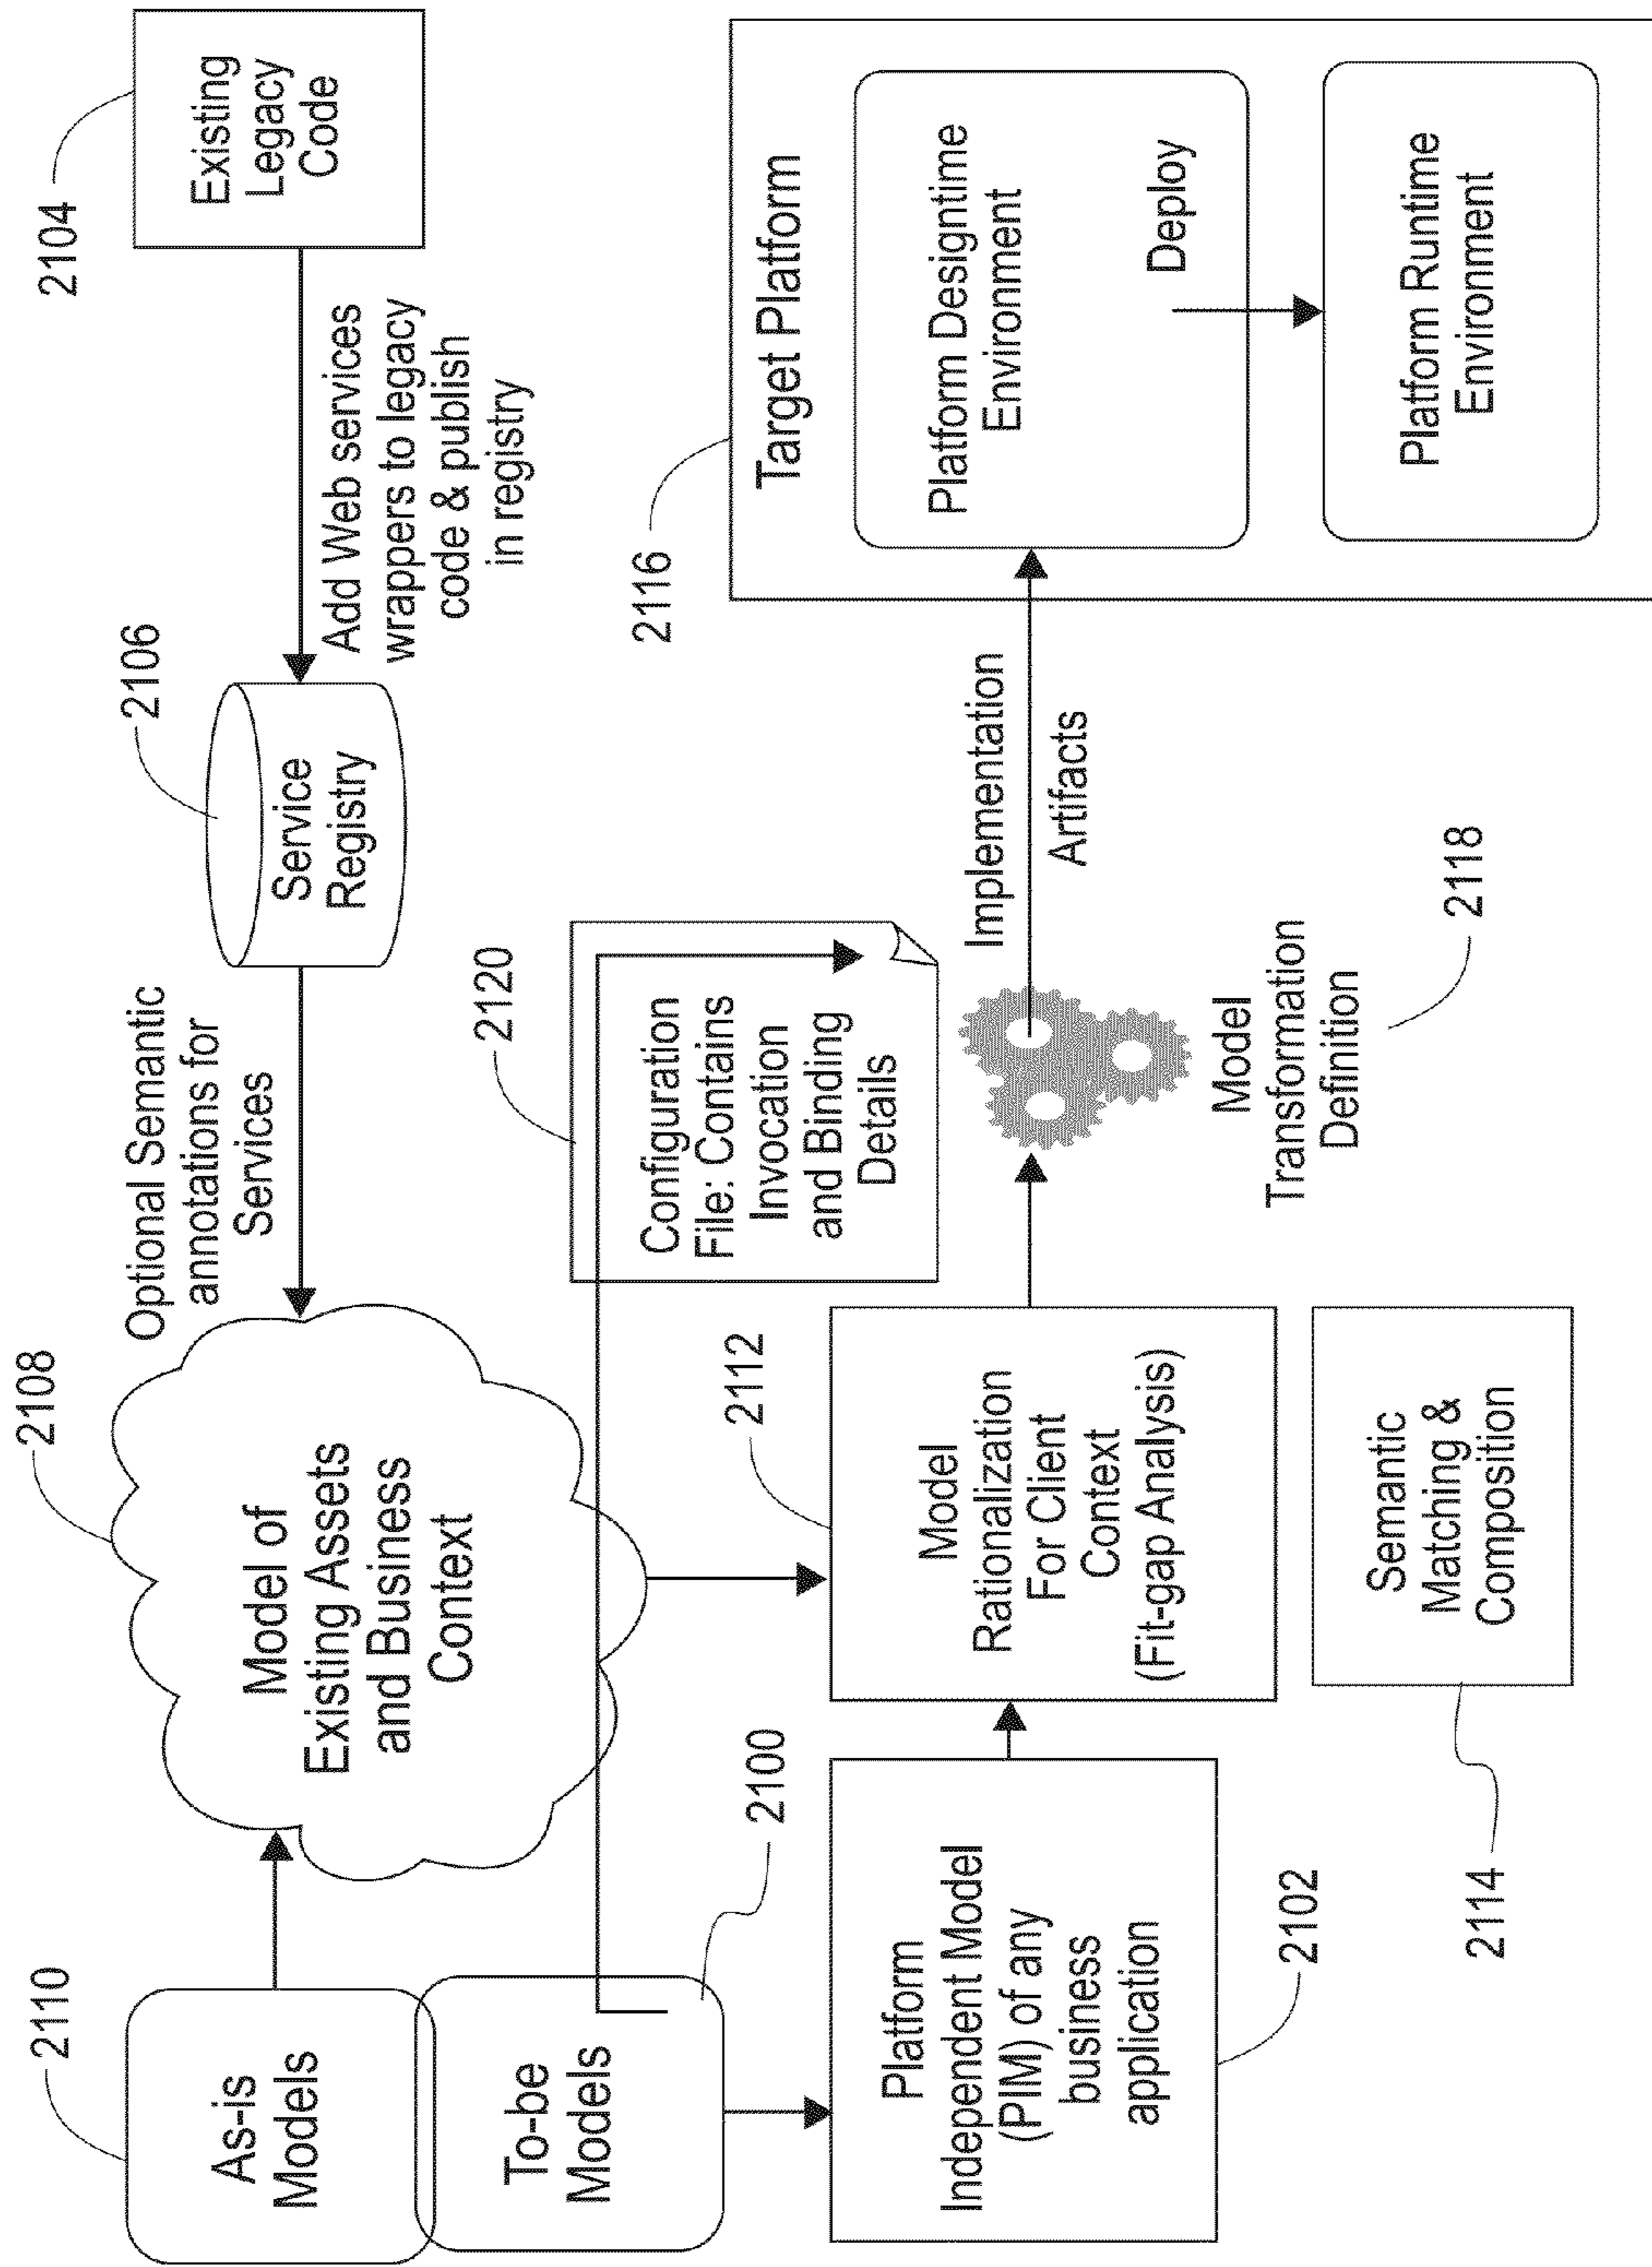 2110
As-is
Models
To-be
Models
2100
2108
Model of
Existing Assets
and Business
Context
Optional Semantic
annotations for
Services
2106
Service
Registry
Add Web services
wrappers to legacy
code & publish
in registry
2104
Existing
Legacy
Code
2120
Configuration
File: Contains
Invocation
and Binding
Details
Platform
Independent Model
(PIM) of any
business
application
2102
2112
Model
Rationalization
For Client
Context
(Fit-gap Analysis)
Semantic
Matching &
Composition
2114
Model
Transformation
Definition
2118
Implementation
Artifacts
2116
Target Platform
Platform Designtime
Environment
Deploy
Platform Runtime
Environment